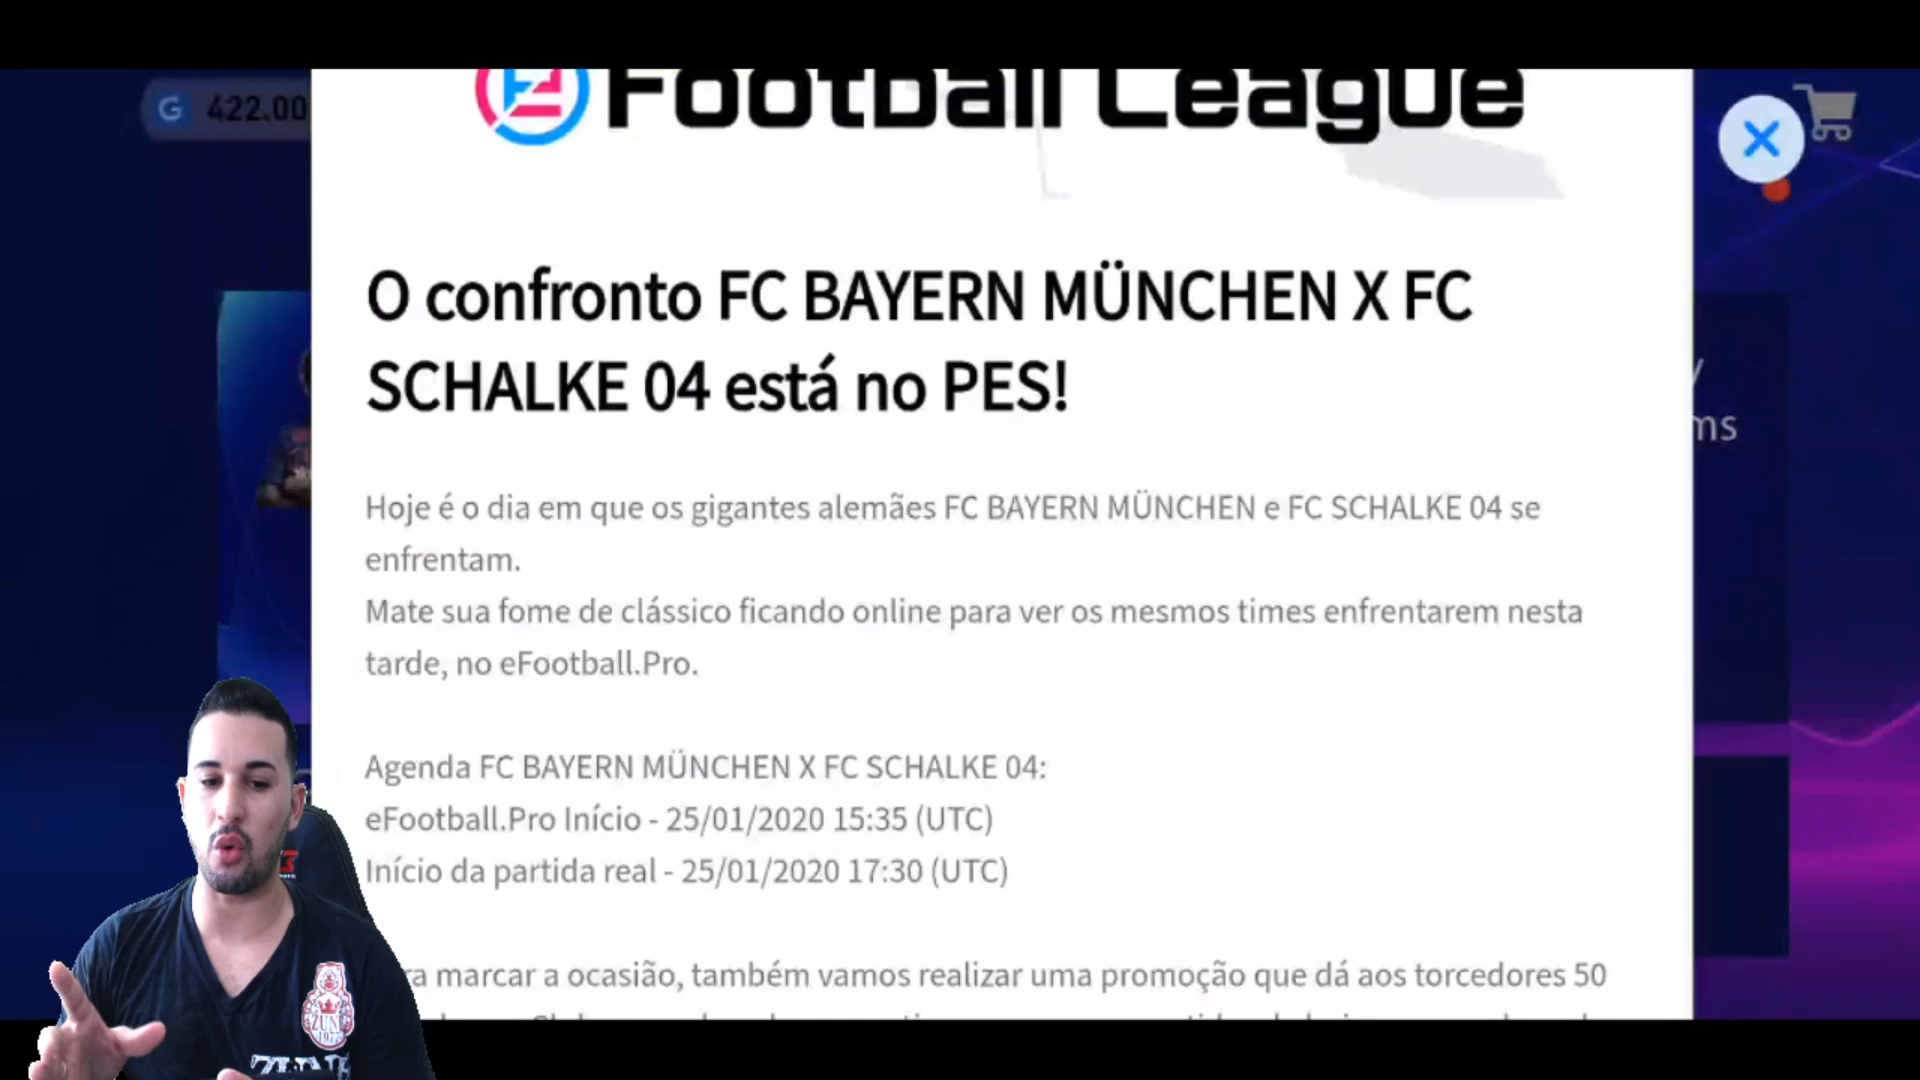 G 422.00
Football League
O confronto FC BAYERN MÜNCHEN X FC
SCHALKE 04 está no PES!
ms
Hoje é o dia em que os gigantes alemães FC BAYERN MÜNCHEN e FC SCHALKE 04 se
enfrentam.
Mate sua fome de clássico ficando online para ver os mesmos times enfrentarem nesta
tarde, no eFootball.Pro.
Agenda FC BAYERN MÜNCHEN X FC SCHALKE 04:
eFootball.Pro Início - 25/01/2020 15:35 (UTC)
Início da partida real - 25/01/2020 17:30 (UTC)
marcar a ocasião, também vamos realizar uma promoção que dá aos torcedores 50